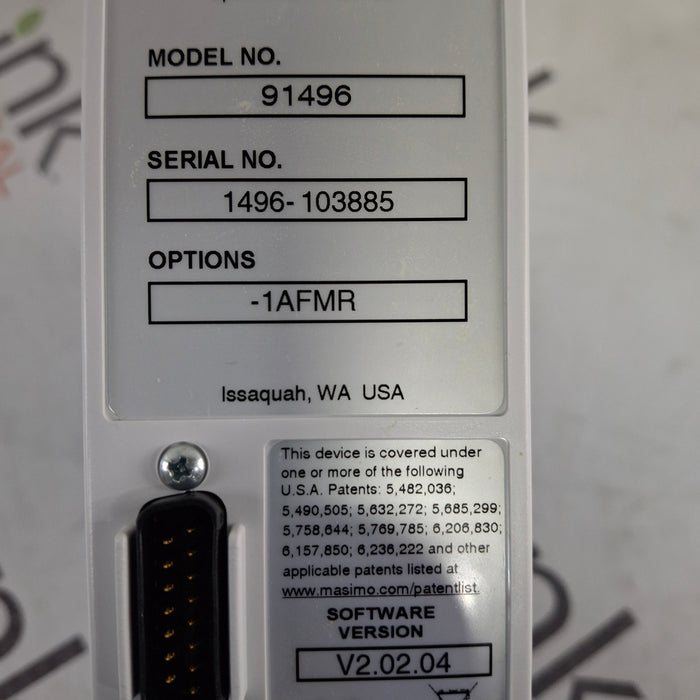 MODEL NO.
91496
SERIAL NO.
1496-103885
OPTIONS
-1AFMR
Issaquah, WA USA
This device is covered under
one or more of the following
U.S.A. Patents: 5,482,036;
5,490,505; 5,632,272; 5,685,299;
5,758,644; 5,769,785; 6,206,830;
6,157,850; 6,236,222 and other
applicable patents listed at
www.masimo.com/patentlist.
SOFTWARE
VERSION
V2.02.04